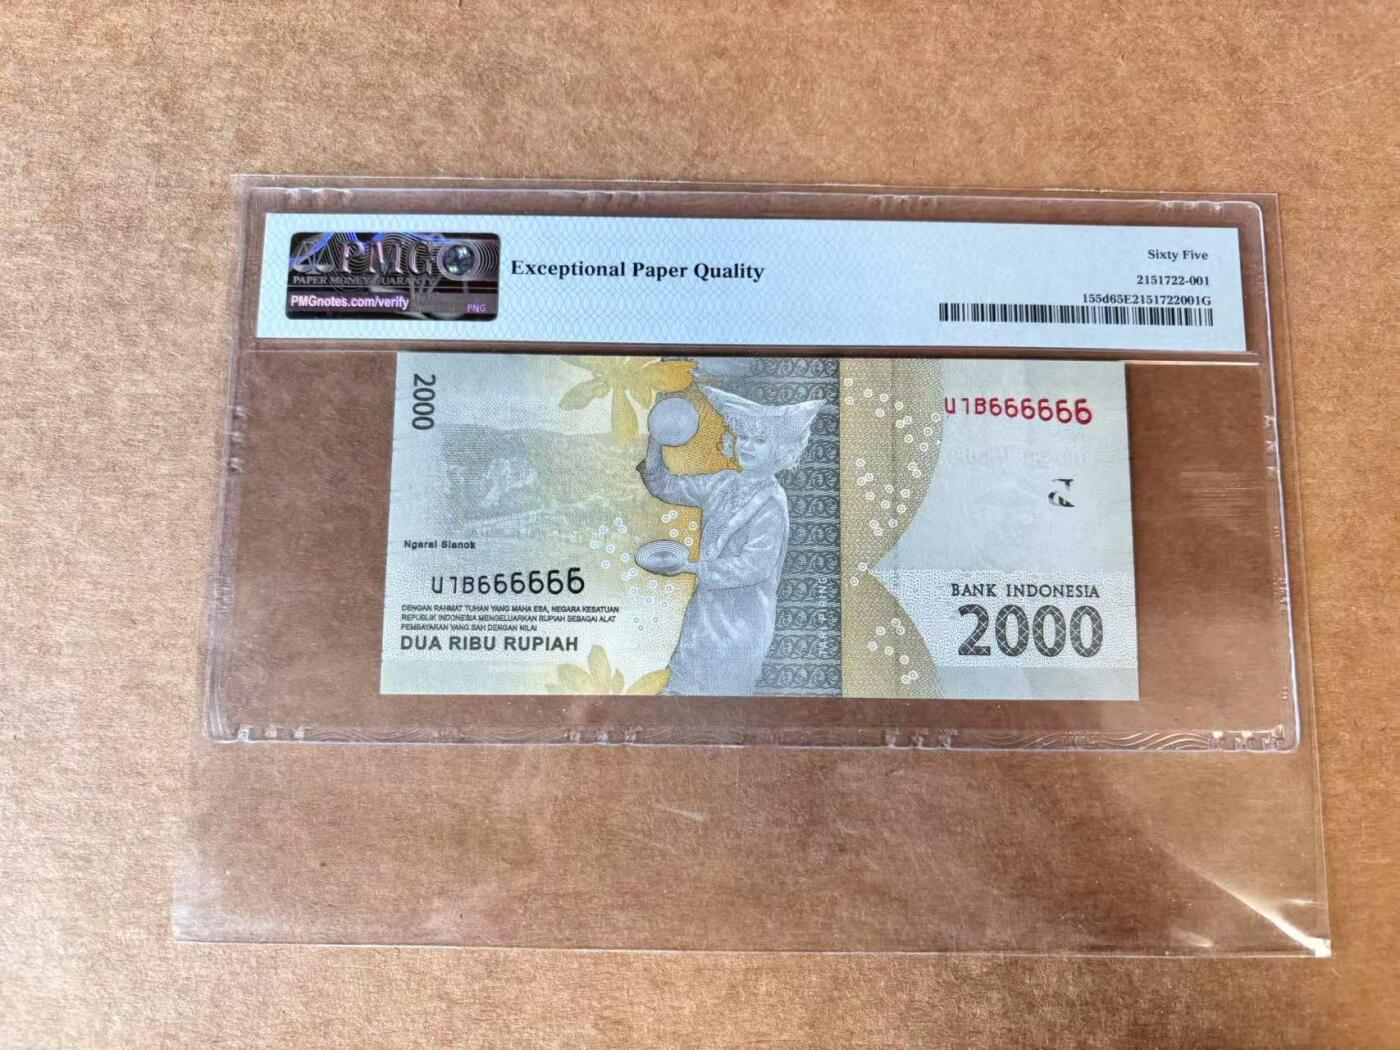 PMG
PAPER MONEY GUARANTY
PMGnotes.com/verify
PNG
Exceptional Paper Quality
Sixty Five
2151722-001
155d65E2151722001G
2000
U1B666666
Ngarai Sianok
U1B666666
DENGAN RAHMAT TUHAN YANG MAHA ESA, NEGARA KESATUAN
REPUBLIK INDONESIA MENGELUARKAN RUPIAH SEBAGAI ALAT
PEMBAYARAN YANG SAH DENGAN NILAI
DUA RIBU RUPIAH
BANK INDONESIA
2000